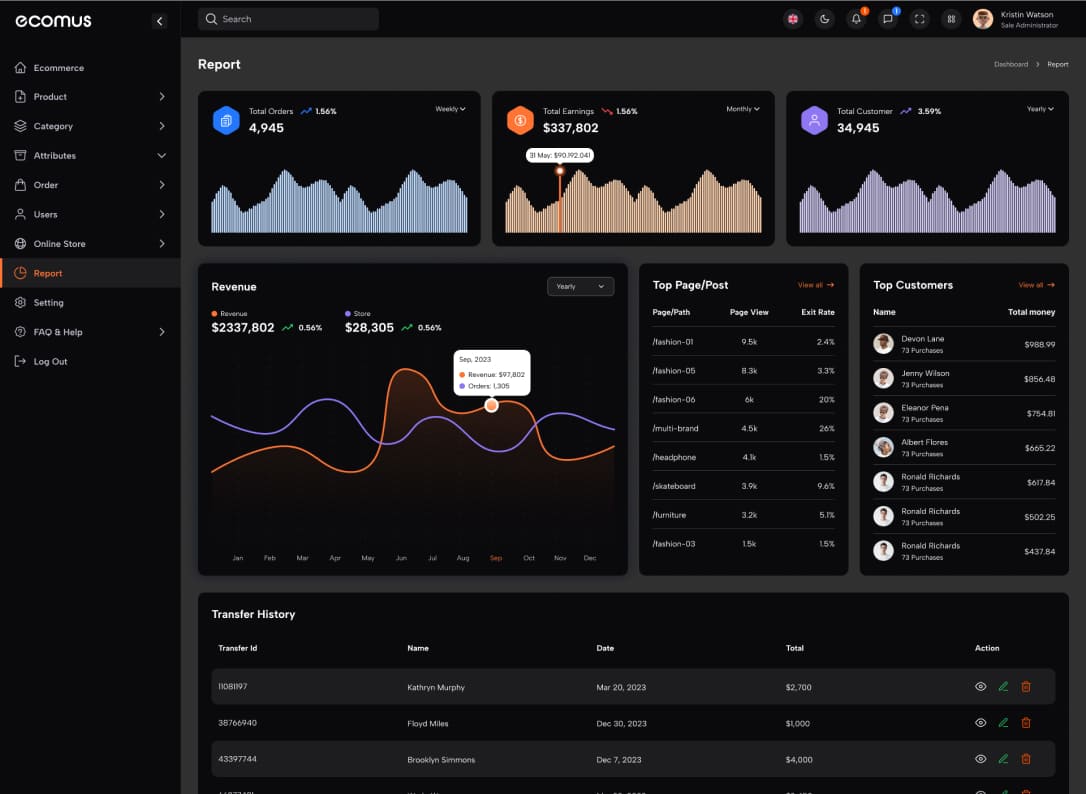 ecomus
Search
1
1
Kristin Watson
Sale Administrator
Ecommerce
Product
Category
Attributes
Order
Users
Online Store
Report
Setting
FAQ & Help
Log Out
Report
Dashboard > Report
Total Orders 1.56%
4,945
Weekly
Total Earnings 1.56%
$337,802
Monthly
31 May: $90.192.041
Total Customer 3.59%
34,945
Yearly
Revenue
Yearly
Revenue
$2337,802 0.56%
Store
$28,305 0.56%
Sep, 2023
Revenue: $97,802
Orders: 1,305
Jan Feb Mar Apr May Jun Jul Aug Sep Oct Nov Dec
Top Page/Post View all
Page/Path Page View Exit Rate
/fashion-01 9.5k 2.4%
/fashion-05 8.3k 3.3%
/fashion-06 6k 20%
/multi-brand 4.5k 26%
/headphone 4.1k 1.5%
/skateboard 3.9k 9.6%
/furniture 3.2k 5.1%
/fashion-03 1.5k 1.5%
Top Customers View all
Name Total money
Devon Lane
73 Purchases
$988.99
Jenny Wilson
73 Purchases
$856.48
Eleanor Pena
73 Purchases
$754.81
Albert Flores
73 Purchases
$665.22
Ronald Richards
73 Purchases
$617.84
Ronald Richards
73 Purchases
$502.25
Ronald Richards
73 Purchases
$437.84
Transfer History
Transfer Id Name Date Total Action
11081197 Kathryn Murphy Mar 20, 2023 $2,700
38766940 Floyd Miles Dec 30, 2023 $1,000
43397744 Brooklyn Simmons Dec 7, 2023 $4,000